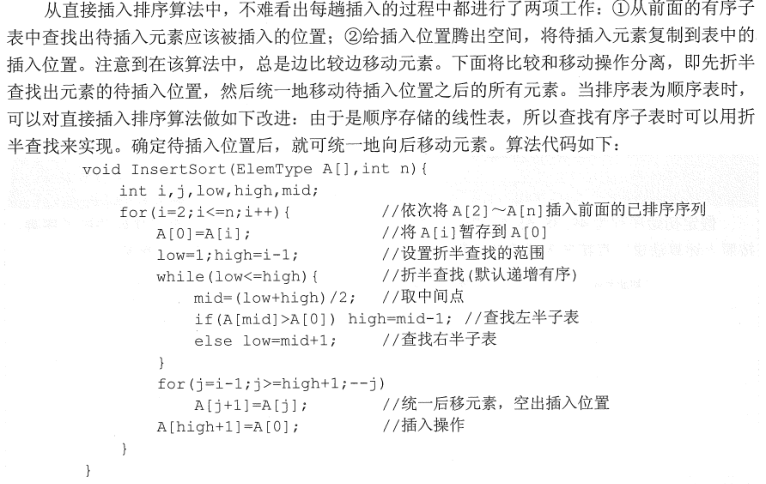 从直接插入排序算法中，不难看出每趟插入的过程中都进行了两项工作：①从前面的有序子
表中查找出待插入元素应该被插入的位置；②给插入位置腾出空间，将待插入元素复制到表中的
插入位置。注意到在该算法中，总是边比较边移动元素。下面将比较和移动操作分离，即先折半
查找出元素的待插入位置，然后统一地移动待插入位置之后的所有元素。当排序表为顺序表时，
可以对直接插入排序算法做如下改进：由于是顺序存储的线性表，所以查找有序子表时可以用折
半查找来实现。确定待插入位置后，就可统一地向后移动元素。算法代码如下：
void InsertSort(ElemType A[],int n){
int i,j,low,high,mid;
for(i=2;i<=n;i++){ //依次将A[2]～A[n]插入前面的已排序序列
A[0]=A[i]; //将A[i]暂存到A[0]
low=1;high=i-1; //设置折半查找的范围
while(low<=high){ //折半查找(默认递增有序)
mid=(low+high)/2; //取中间点
if(A[mid]>A[0]) high=mid-1; //查找左半子表
else low=mid+1; //查找右半子表
}
for(j=i-1;j>=high+1;--j)
A[j+1]=A[j]; //统一后移元素，空出插入位置
A[high+1]=A[0]; //插入操作
}
}